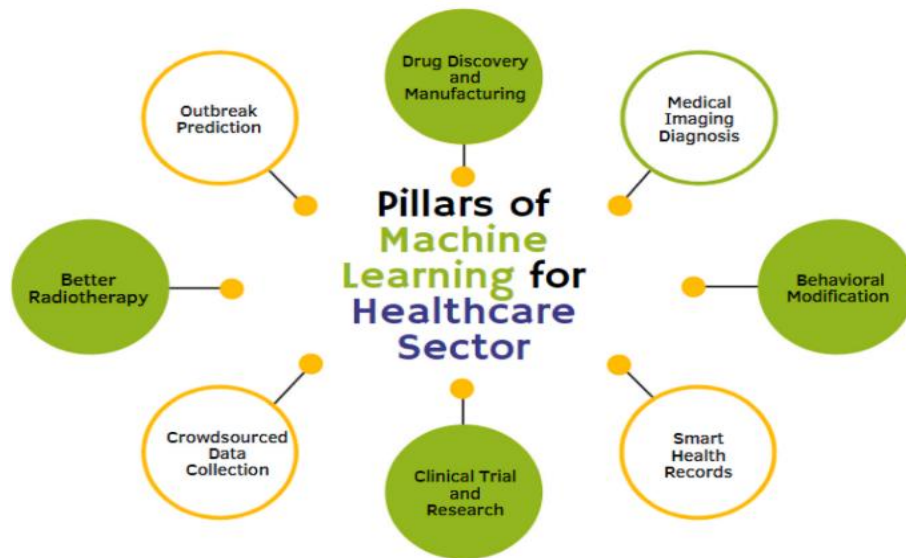 Drug Discovery
and
Manufacturing
Outbreak
Prediction
Medical
Imaging
Diagnosis
Pillars of
Machine
Learning for
Healthcare
Sector
Better
Radiotherapy
Behavioral
Modification
Crowdsourced
Data
Collection
Clinical Trial
and
Research
Smart
Health
Records